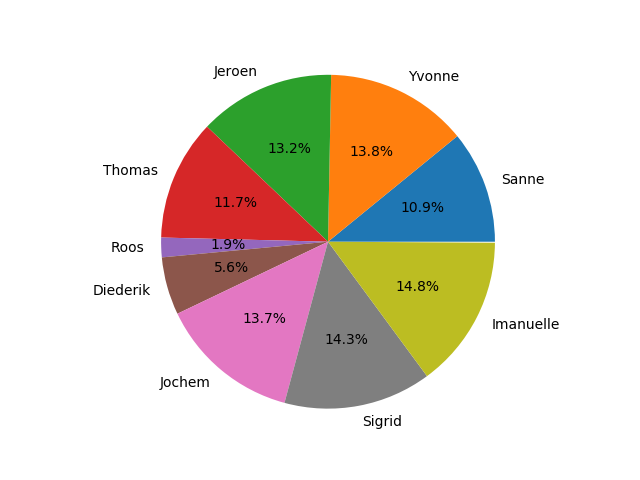 Jeroen
Yvonne
13.2%
13.8%
Thomas
Sanne
11.7%
10.9%
Roos
1.9%
Diederik
5.6%
14.8%
Imanuelle
13.7%
14.3%
Jochem
Sigrid